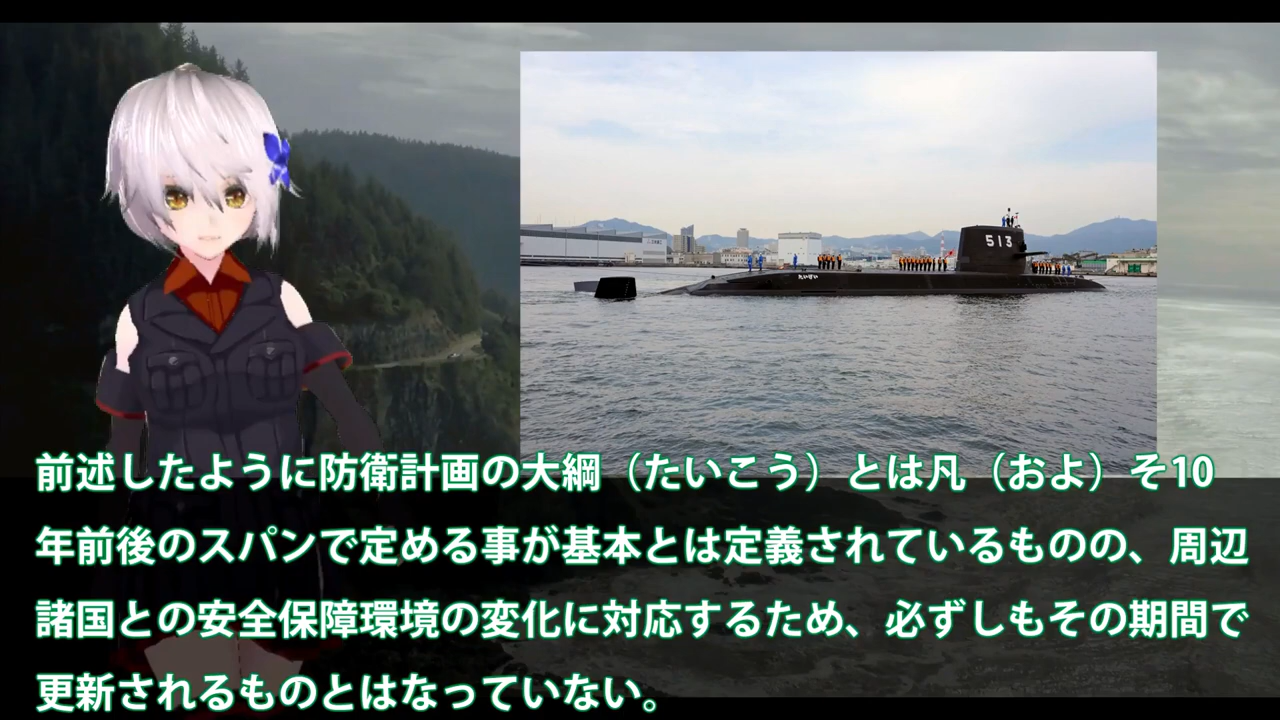 513
たいげい
前述したように防衛計画の大綱（たいこう）とは凡（およ）そ10
年前後のスパンで定める事が基本とは定義されているものの、周辺
諸国との安全保障環境の変化に対応するため、必ずしもその期間で
更新されるものとはなっていない。